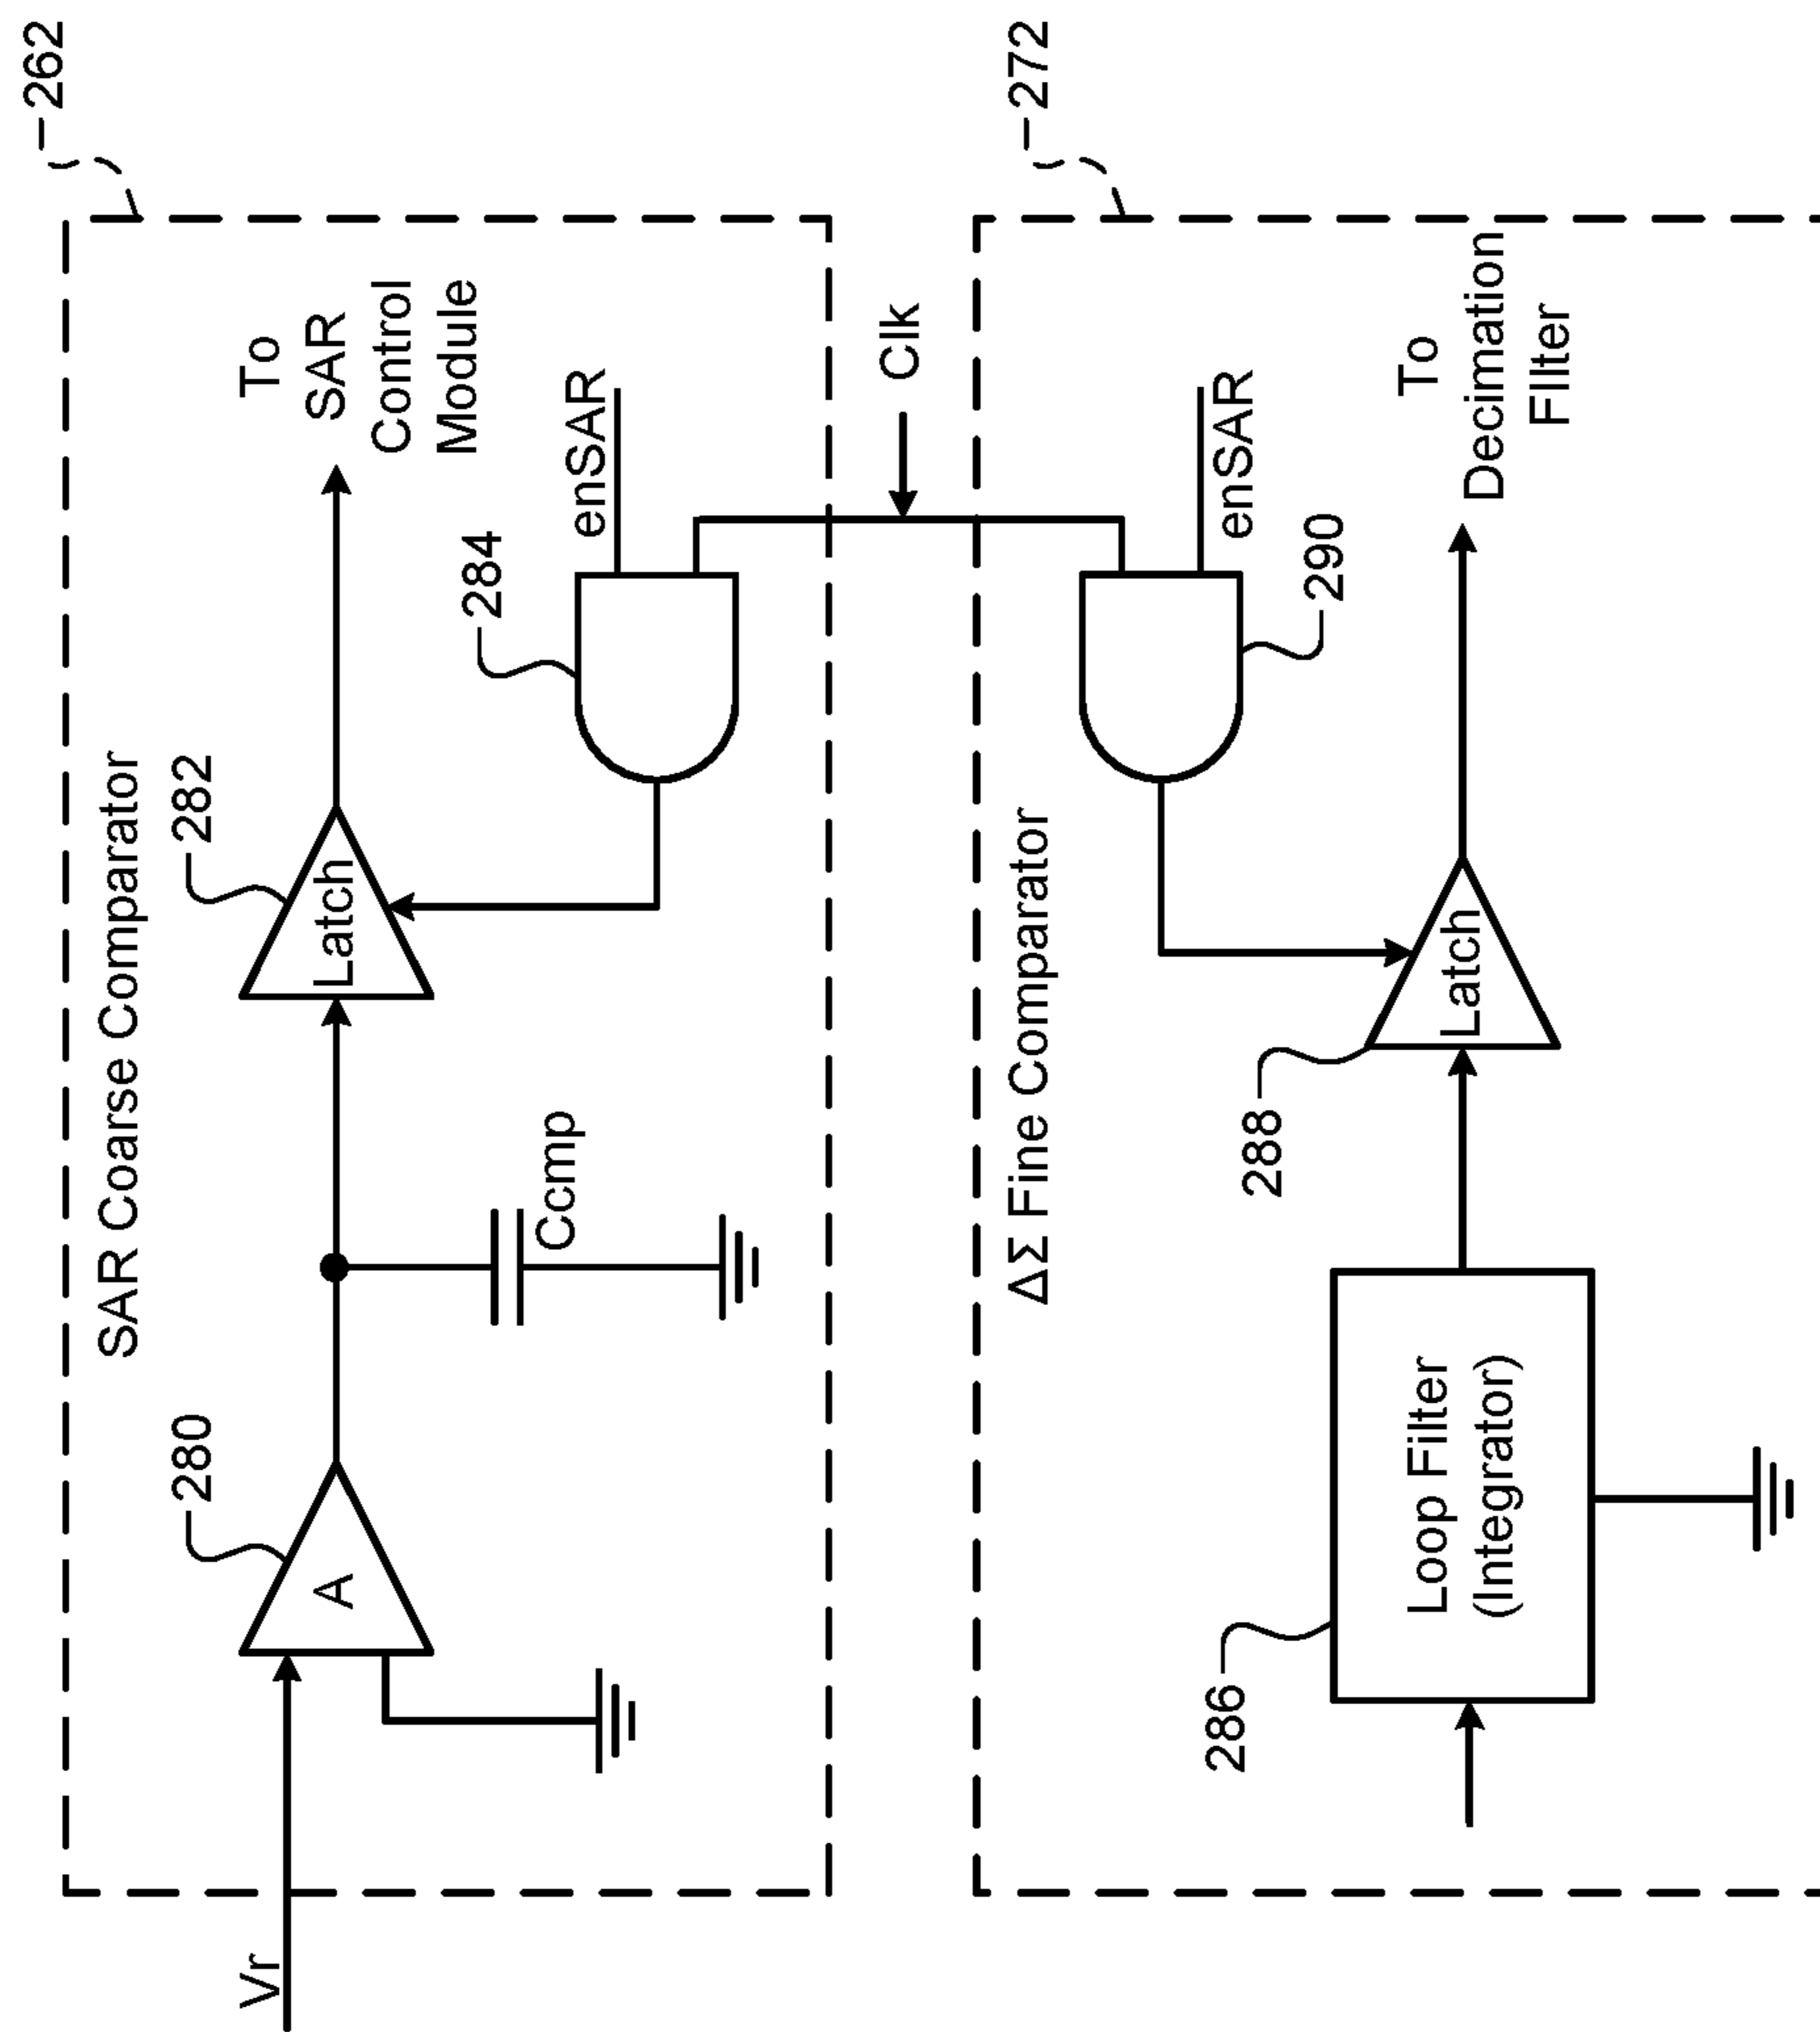 262
SAR Coarse Comparator
To
SAR
Control
Module
280
282
284
Vr
A
Latch
Ccmp
enSAR
Clk
272
ΔΣ Fine Comparator
enSAR
290
288
286
Loop Filter
(Integrator)
Latch
To
Decimation
FIlter